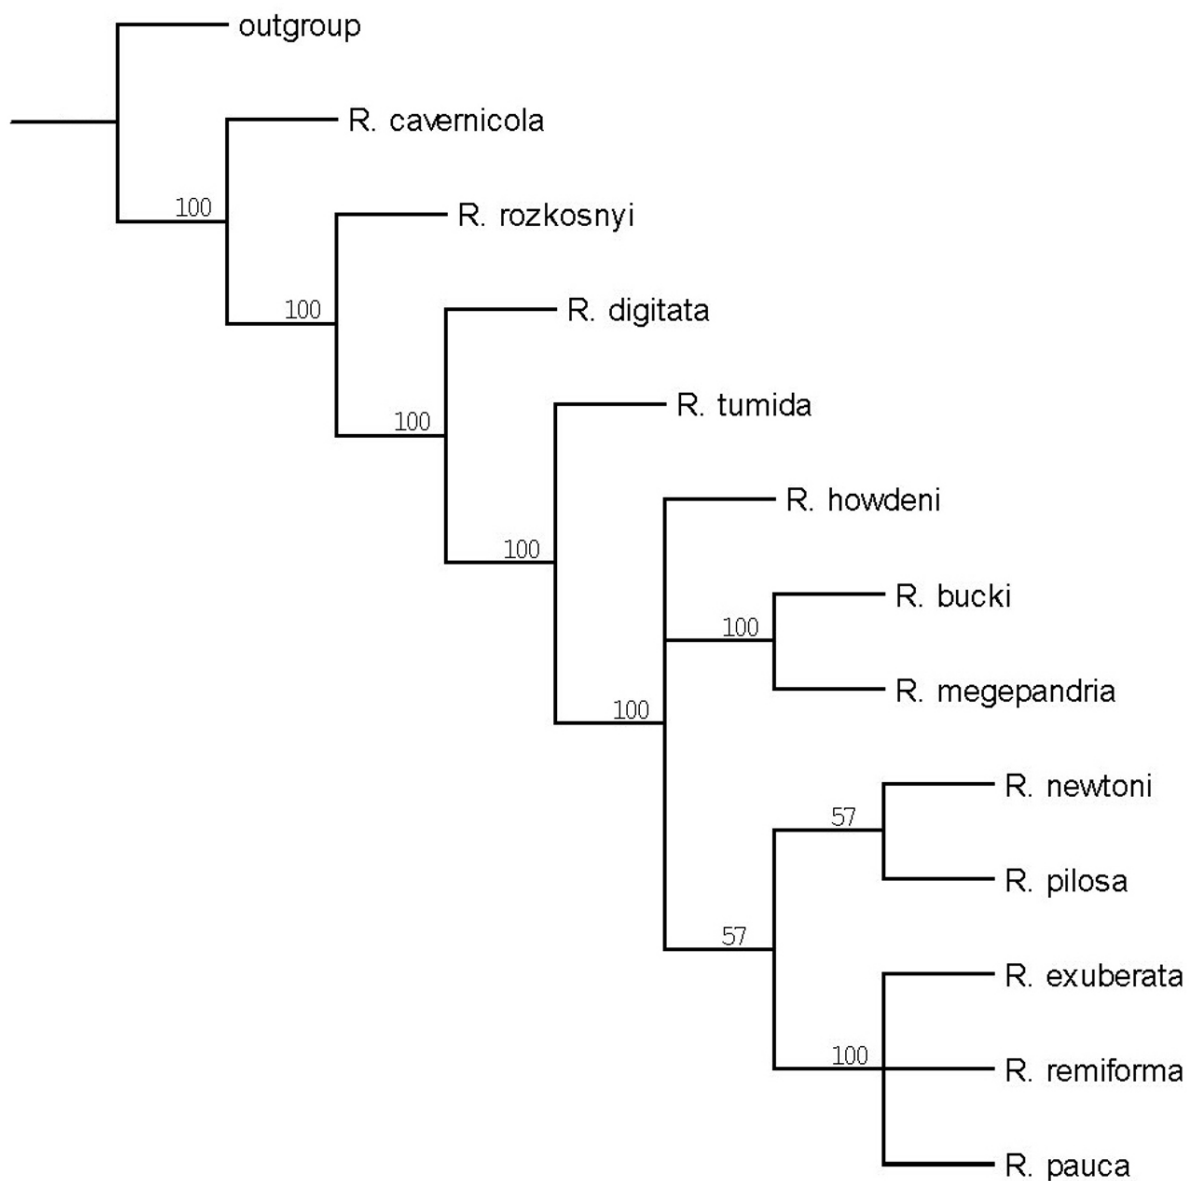 outgroup
R. cavernicola
100
R. rozkosnyi
100
R. digitata
100
R. tumida
100
R. howdeni
R. bucki
100
R. megepandria
100
R. newtoni
57
R. pilosa
57
R. exuberata
100
R. remiforma
R. pauca